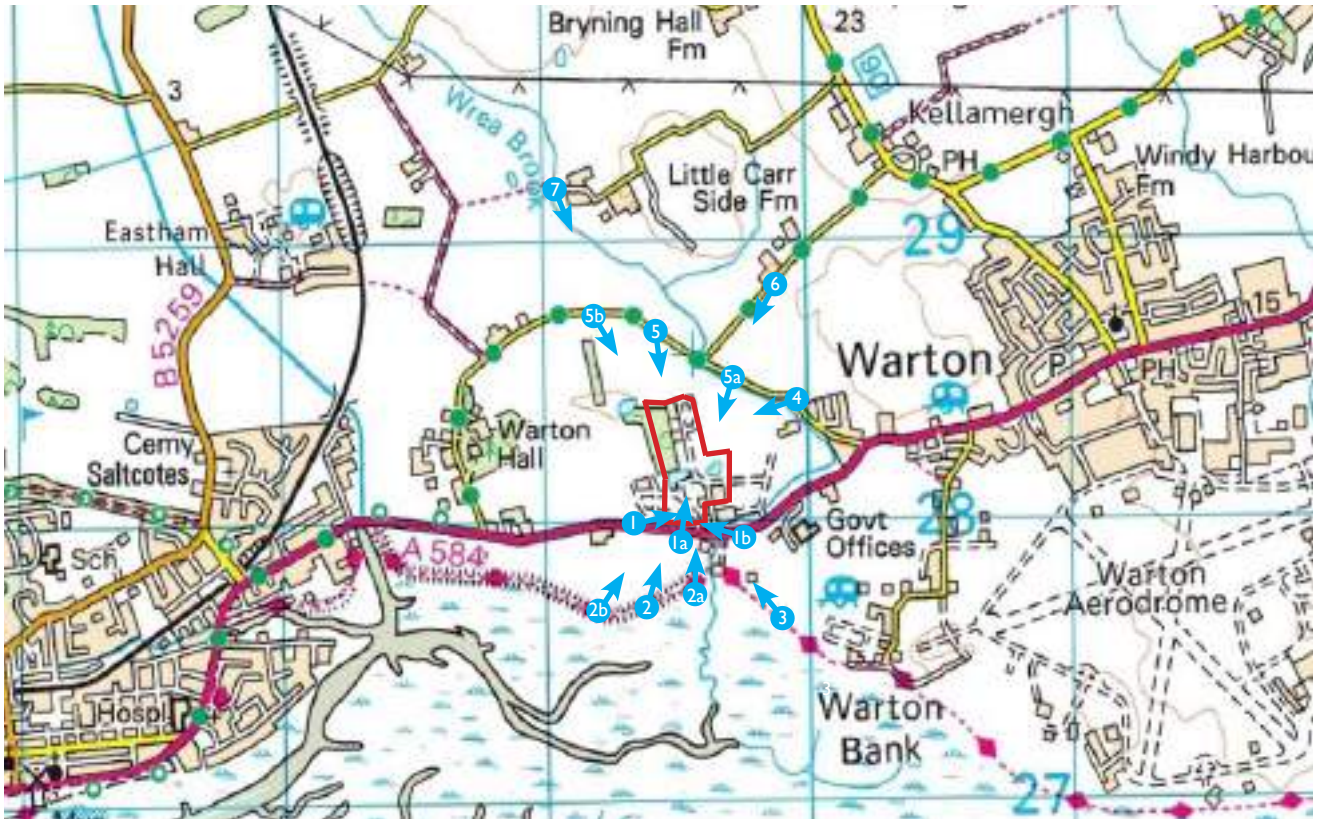 Bryning Hall
Fm
23
90
3
Wrea Brook
Kellamergh
PH
Windy Harbou
Fm
Little Carr
Side Fm
7
Eastham
Hall
29
6
B 5259
5b
5
15
Warton
P
PH
5a
4
Cerny
Saltcotes
Warton
Hall
28
1
1a
1b
Govt
Offices
Sch
A 584
2b
2
2a
3
Warton
Aerodrome
Hospl
Warton
Bank
27